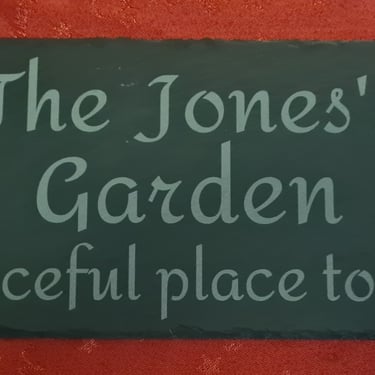 The Jones'
Garden
ceful place to